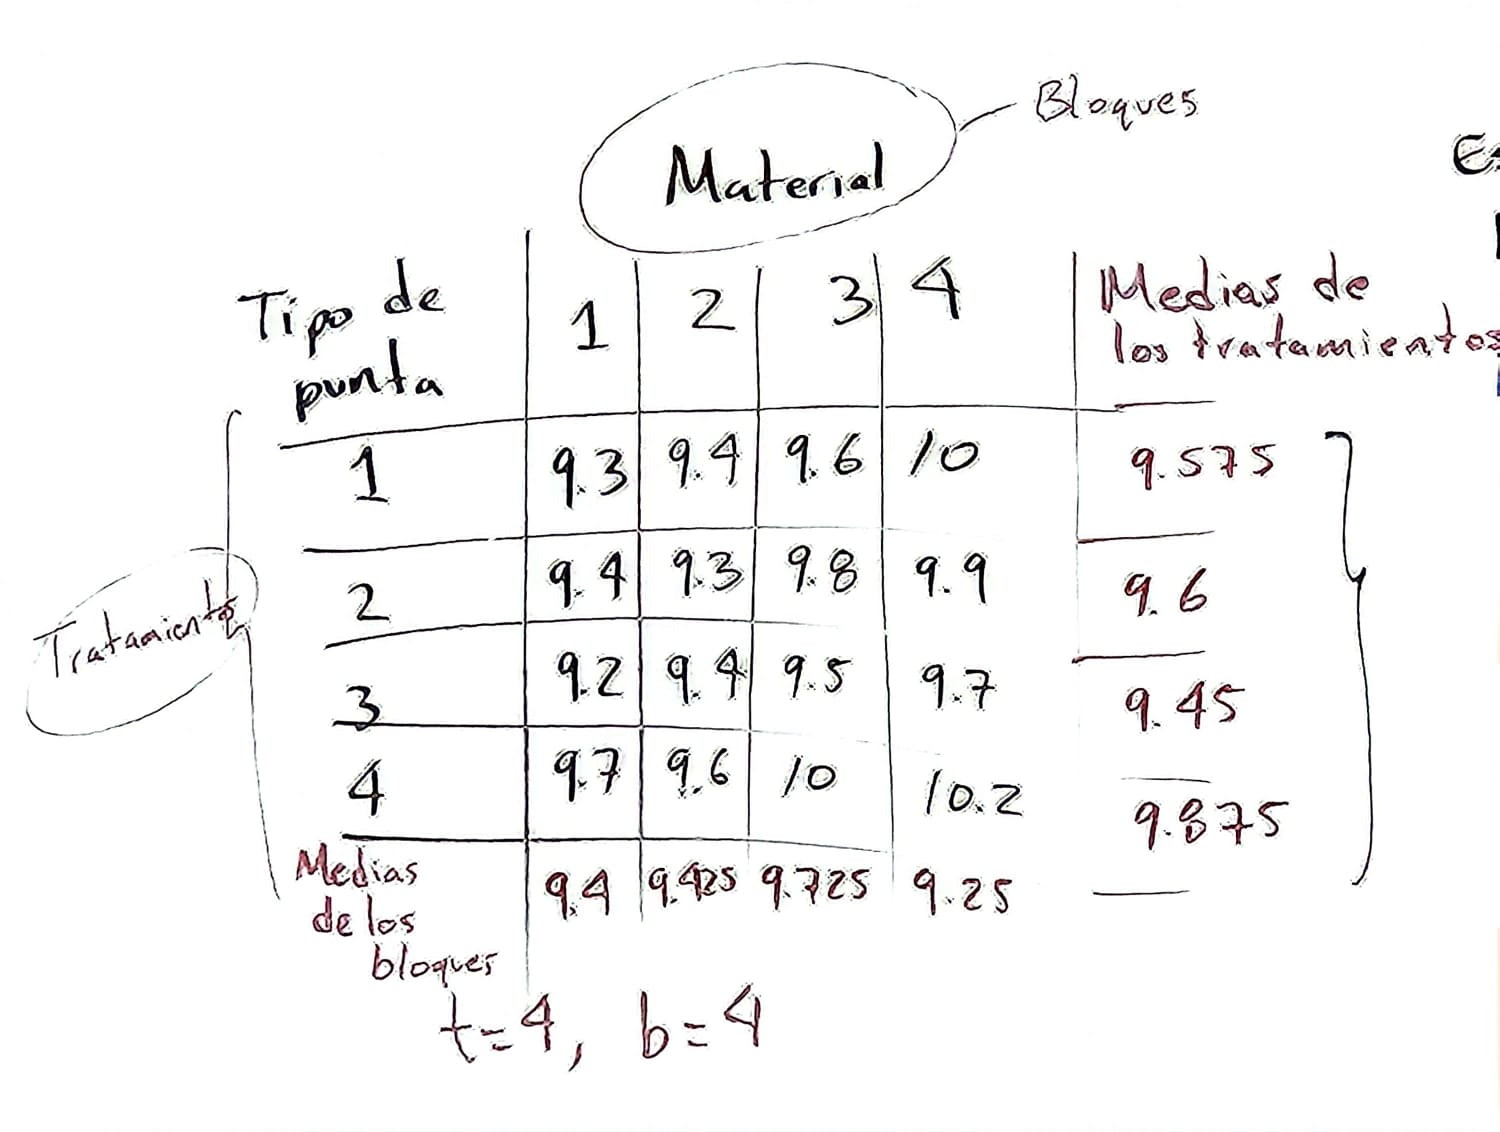 Bloques
Material
Tipo de punta 1 2 3 4 Medias de los tratamientos
1 9.3 9.4 9.6 10 9.575
2 9.4 9.3 9.8 9.9 9.6
Tratamientos
3 9.2 9.4 9.5 9.7 9.45
4 9.7 9.6 10 10.2 9.875
Medias de los bloques 9.4 9.425 9.725 9.25
t=4, b=4